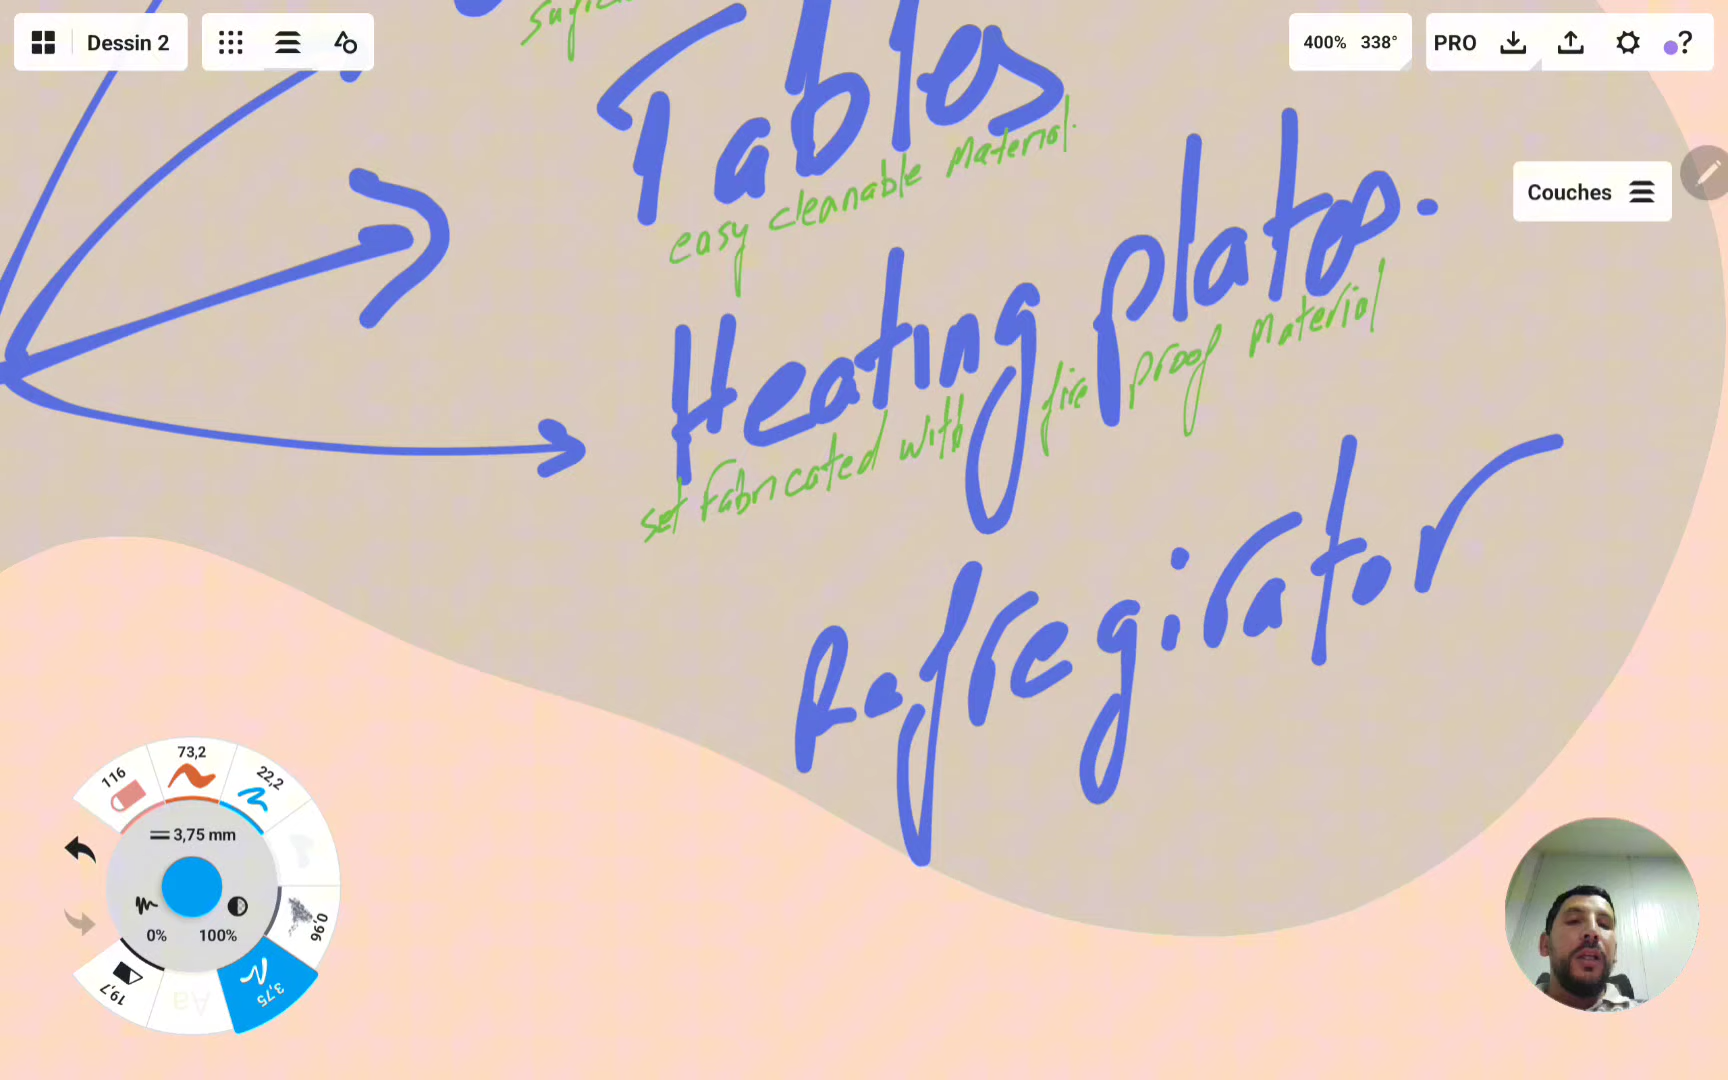 Dessin 2
400% 338°
PRO
?
Couches
Tables
easy cleanable Material.
Heating plates.
set fabricated with fire proof Material
Refregirator
116
73,2
22,2
3,75 mm
0% 100%
0,96
3,75
Aa
19,7